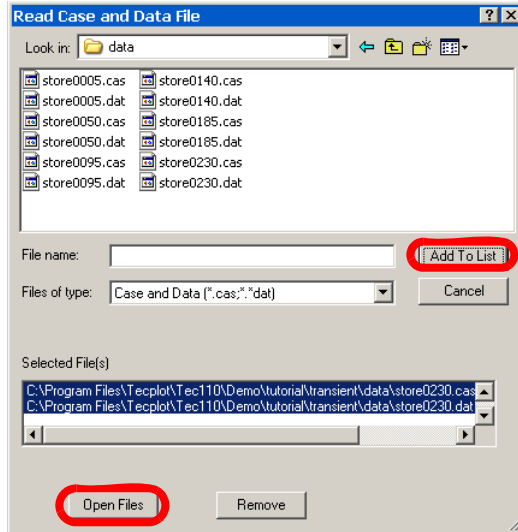 Read Case and Data File
Look in: data
store0005.cas store0140.cas
store0005.dat store0140.dat
store0050.cas store0185.cas
store0050.dat store0185.dat
store0095.cas store0230.cas
store0095.dat store0230.dat
File name: Add To List
Files of type: Case and Data (*.cas;*.*dat) Cancel
Selected File(s)
C:\Program Files\Tecplot\Tec110\Demo\tutorial\transient\data\store0230.cas
C:\Program Files\Tecplot\Tec110\Demo\tutorial\transient\data\store0230.dat
Open Files Remove